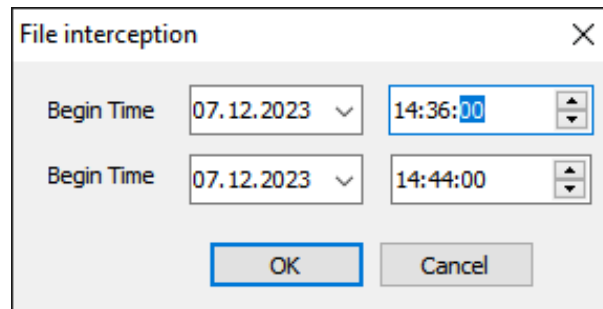 File interception
Begin Time 07.12.2023 14:36:00
Begin Time 07.12.2023 14:44:00
OK Cancel